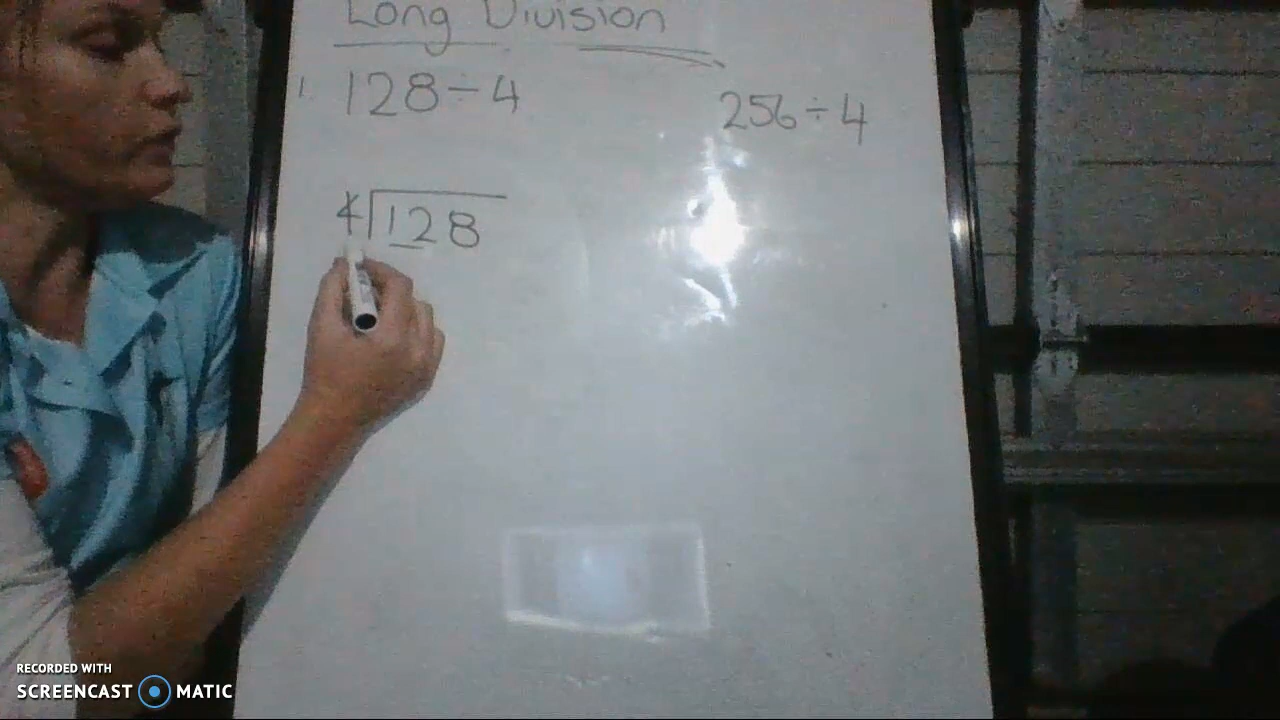 Long Division
1. 128 ÷ 4
256 ÷ 4
4 128
RECORDED WITH
SCREENCAST MATIC